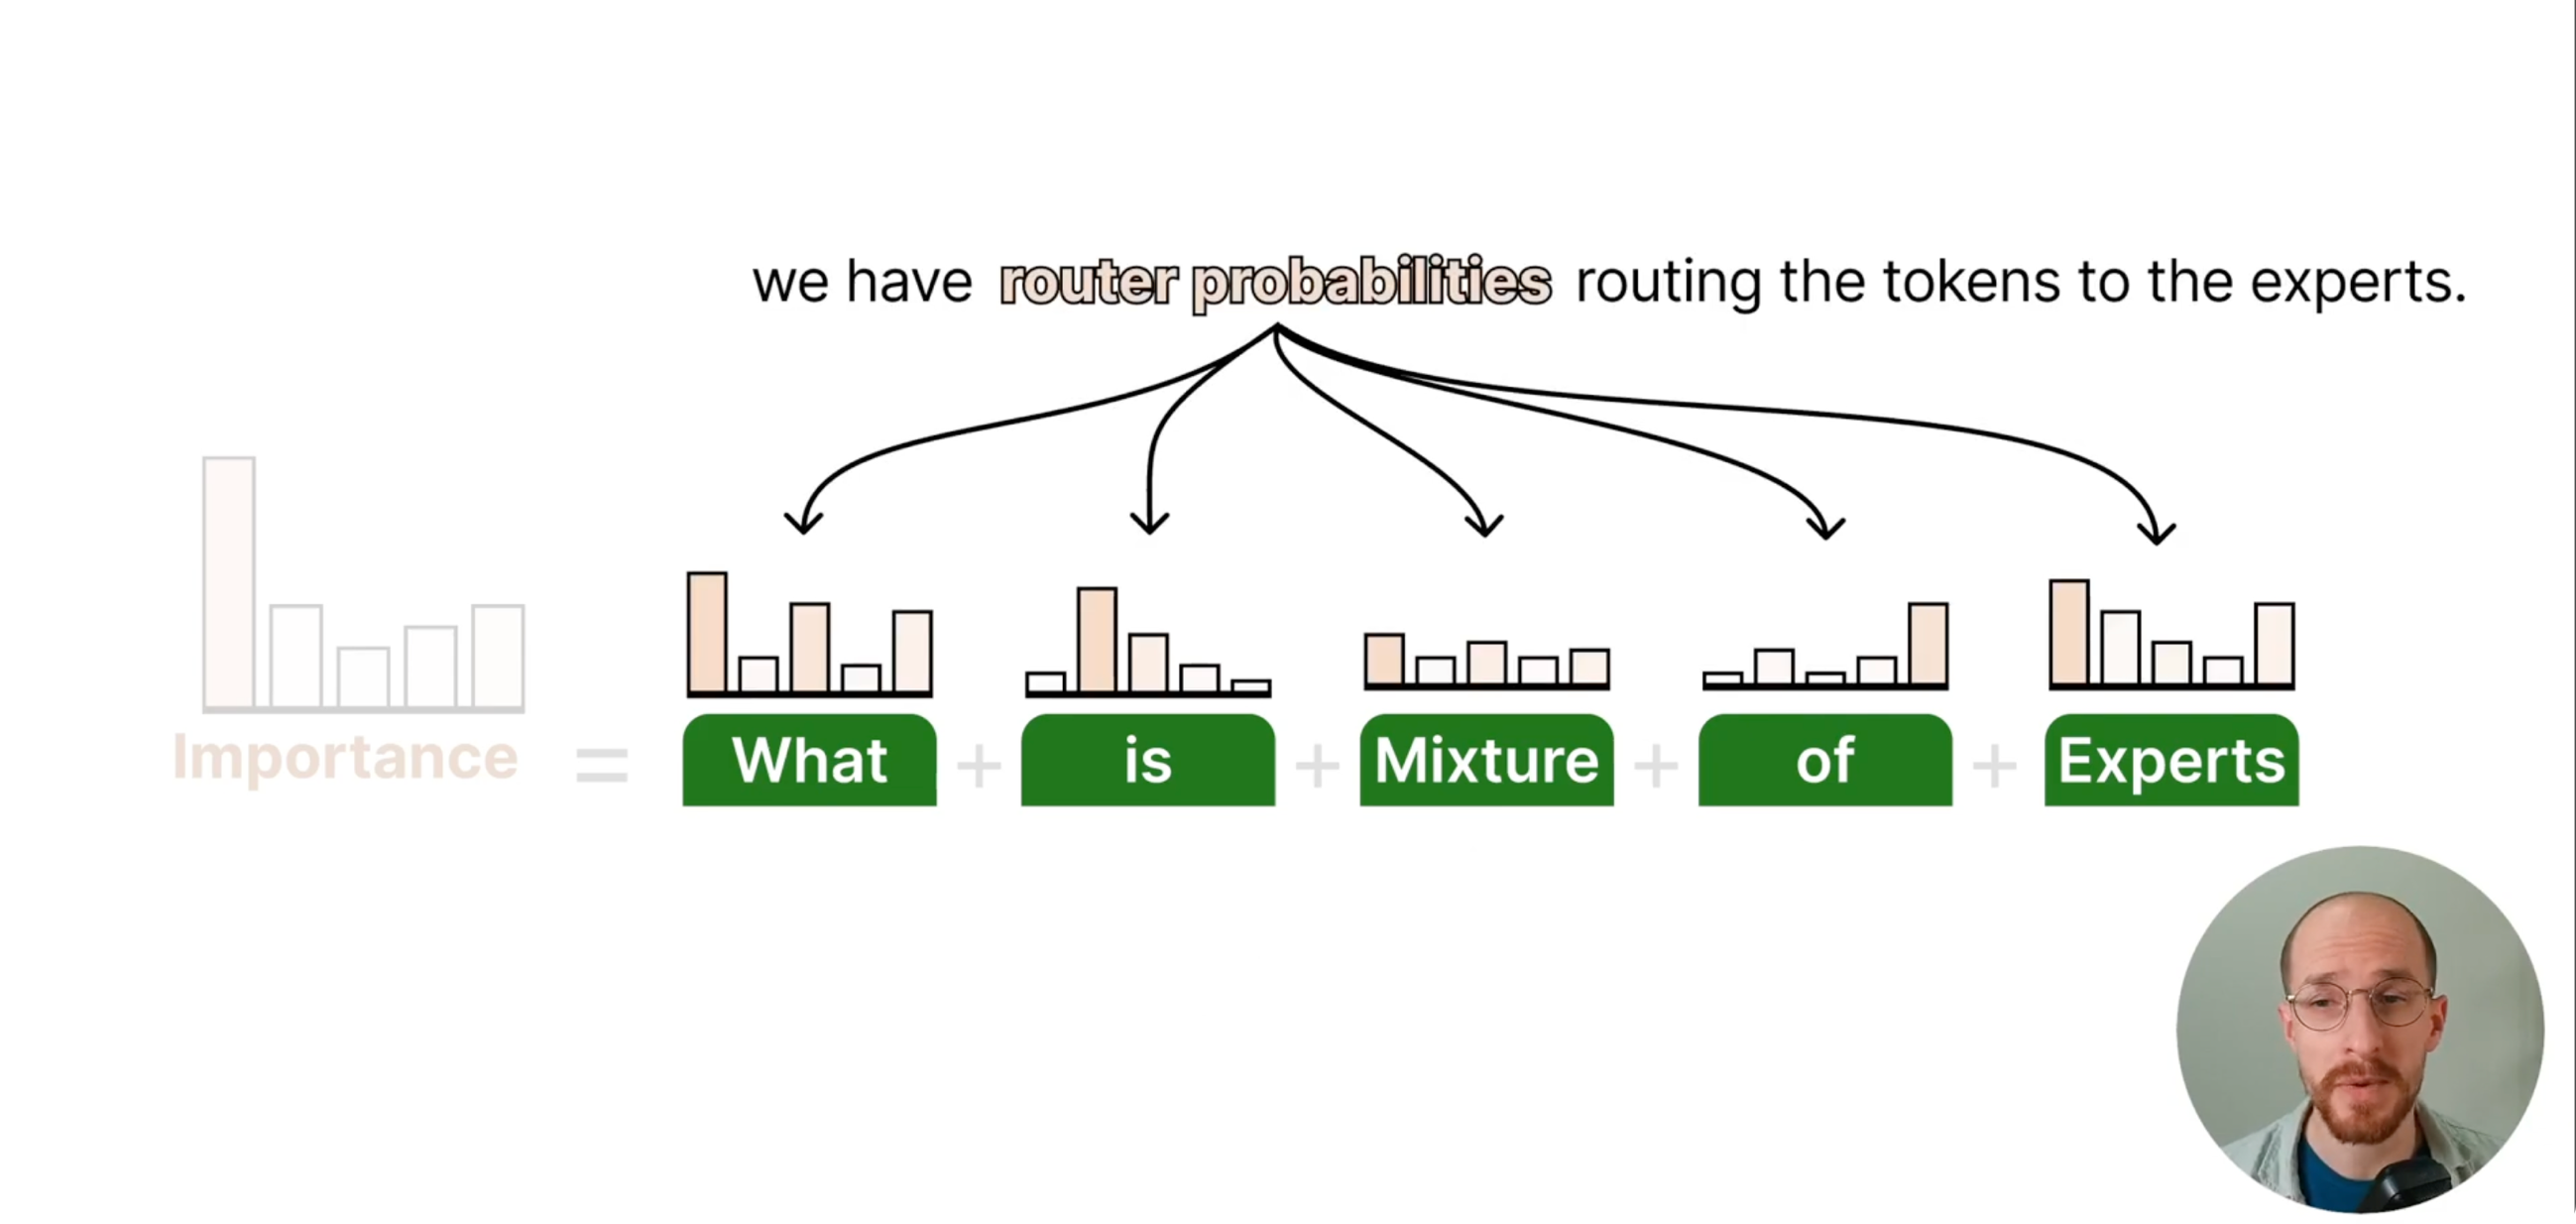 we have router probabilities routing the tokens to the experts.
Importance = What + is + Mixture + of + Experts